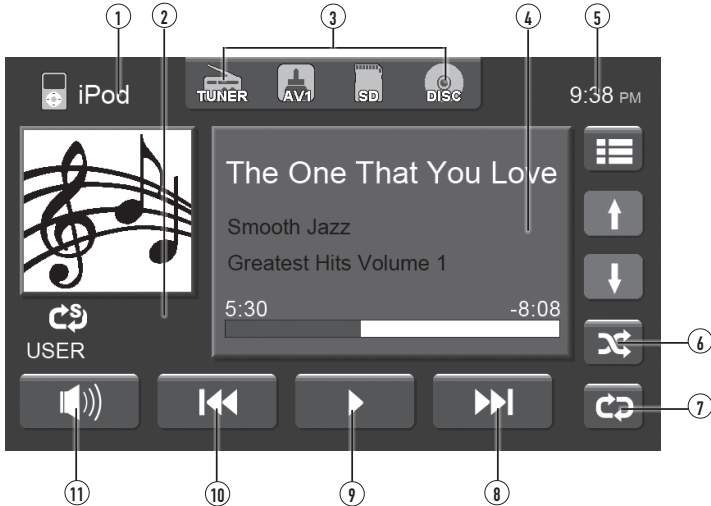 1 2 3 4 5
iPod
TUNER AV1 SD DISC
9:38 PM
The One That You Love
Smooth Jazz
Greatest Hits Volume 1
5:30 -8:08
S
USER
6
7
11 10 9 8